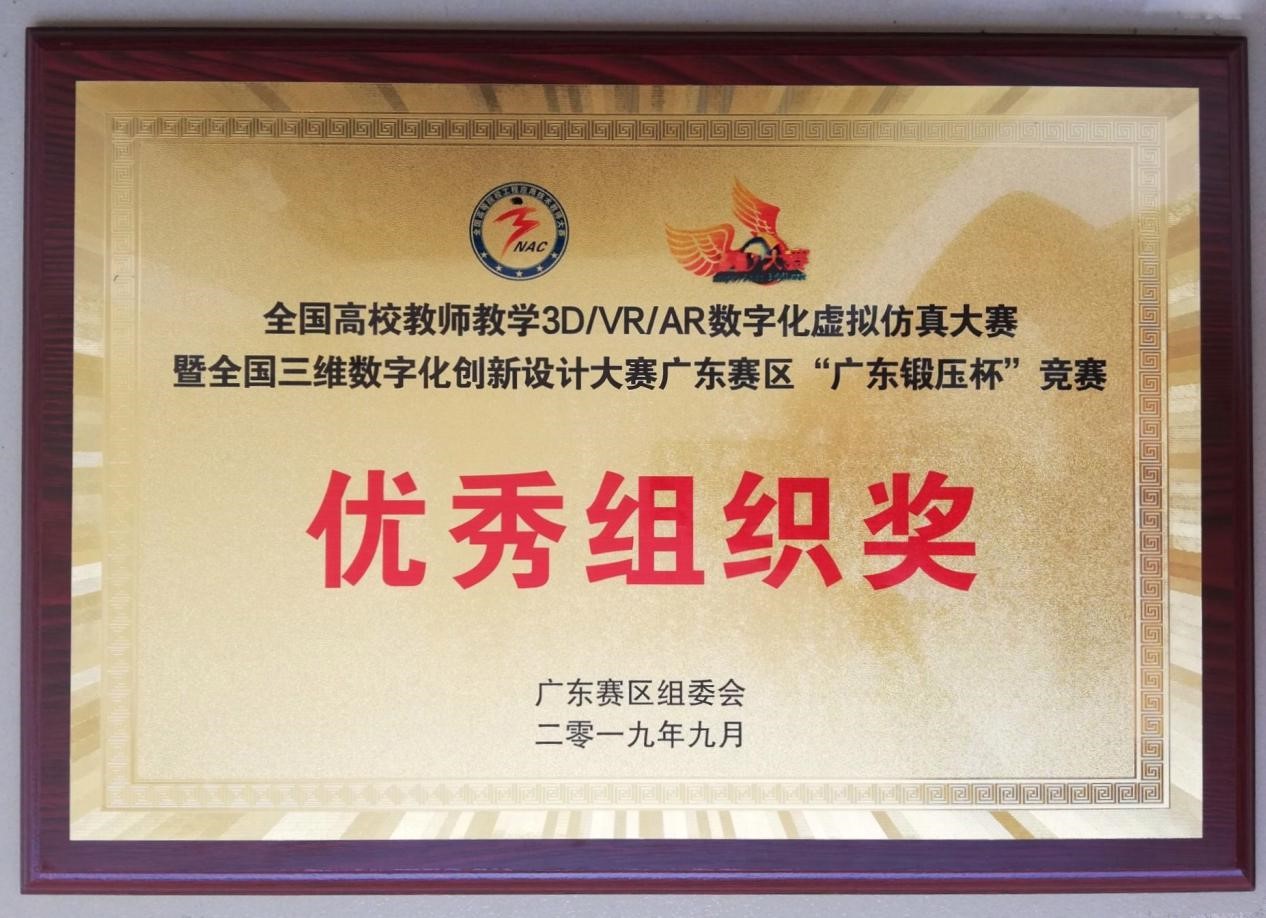 NAC
大赛
全国高校教师教学3D/VR/AR数字化虚拟仿真大赛
暨全国三维数字化创新设计大赛广东赛区“广东锻压杯”竞赛
优秀组织奖
广东赛区组委会
二零一九年九月